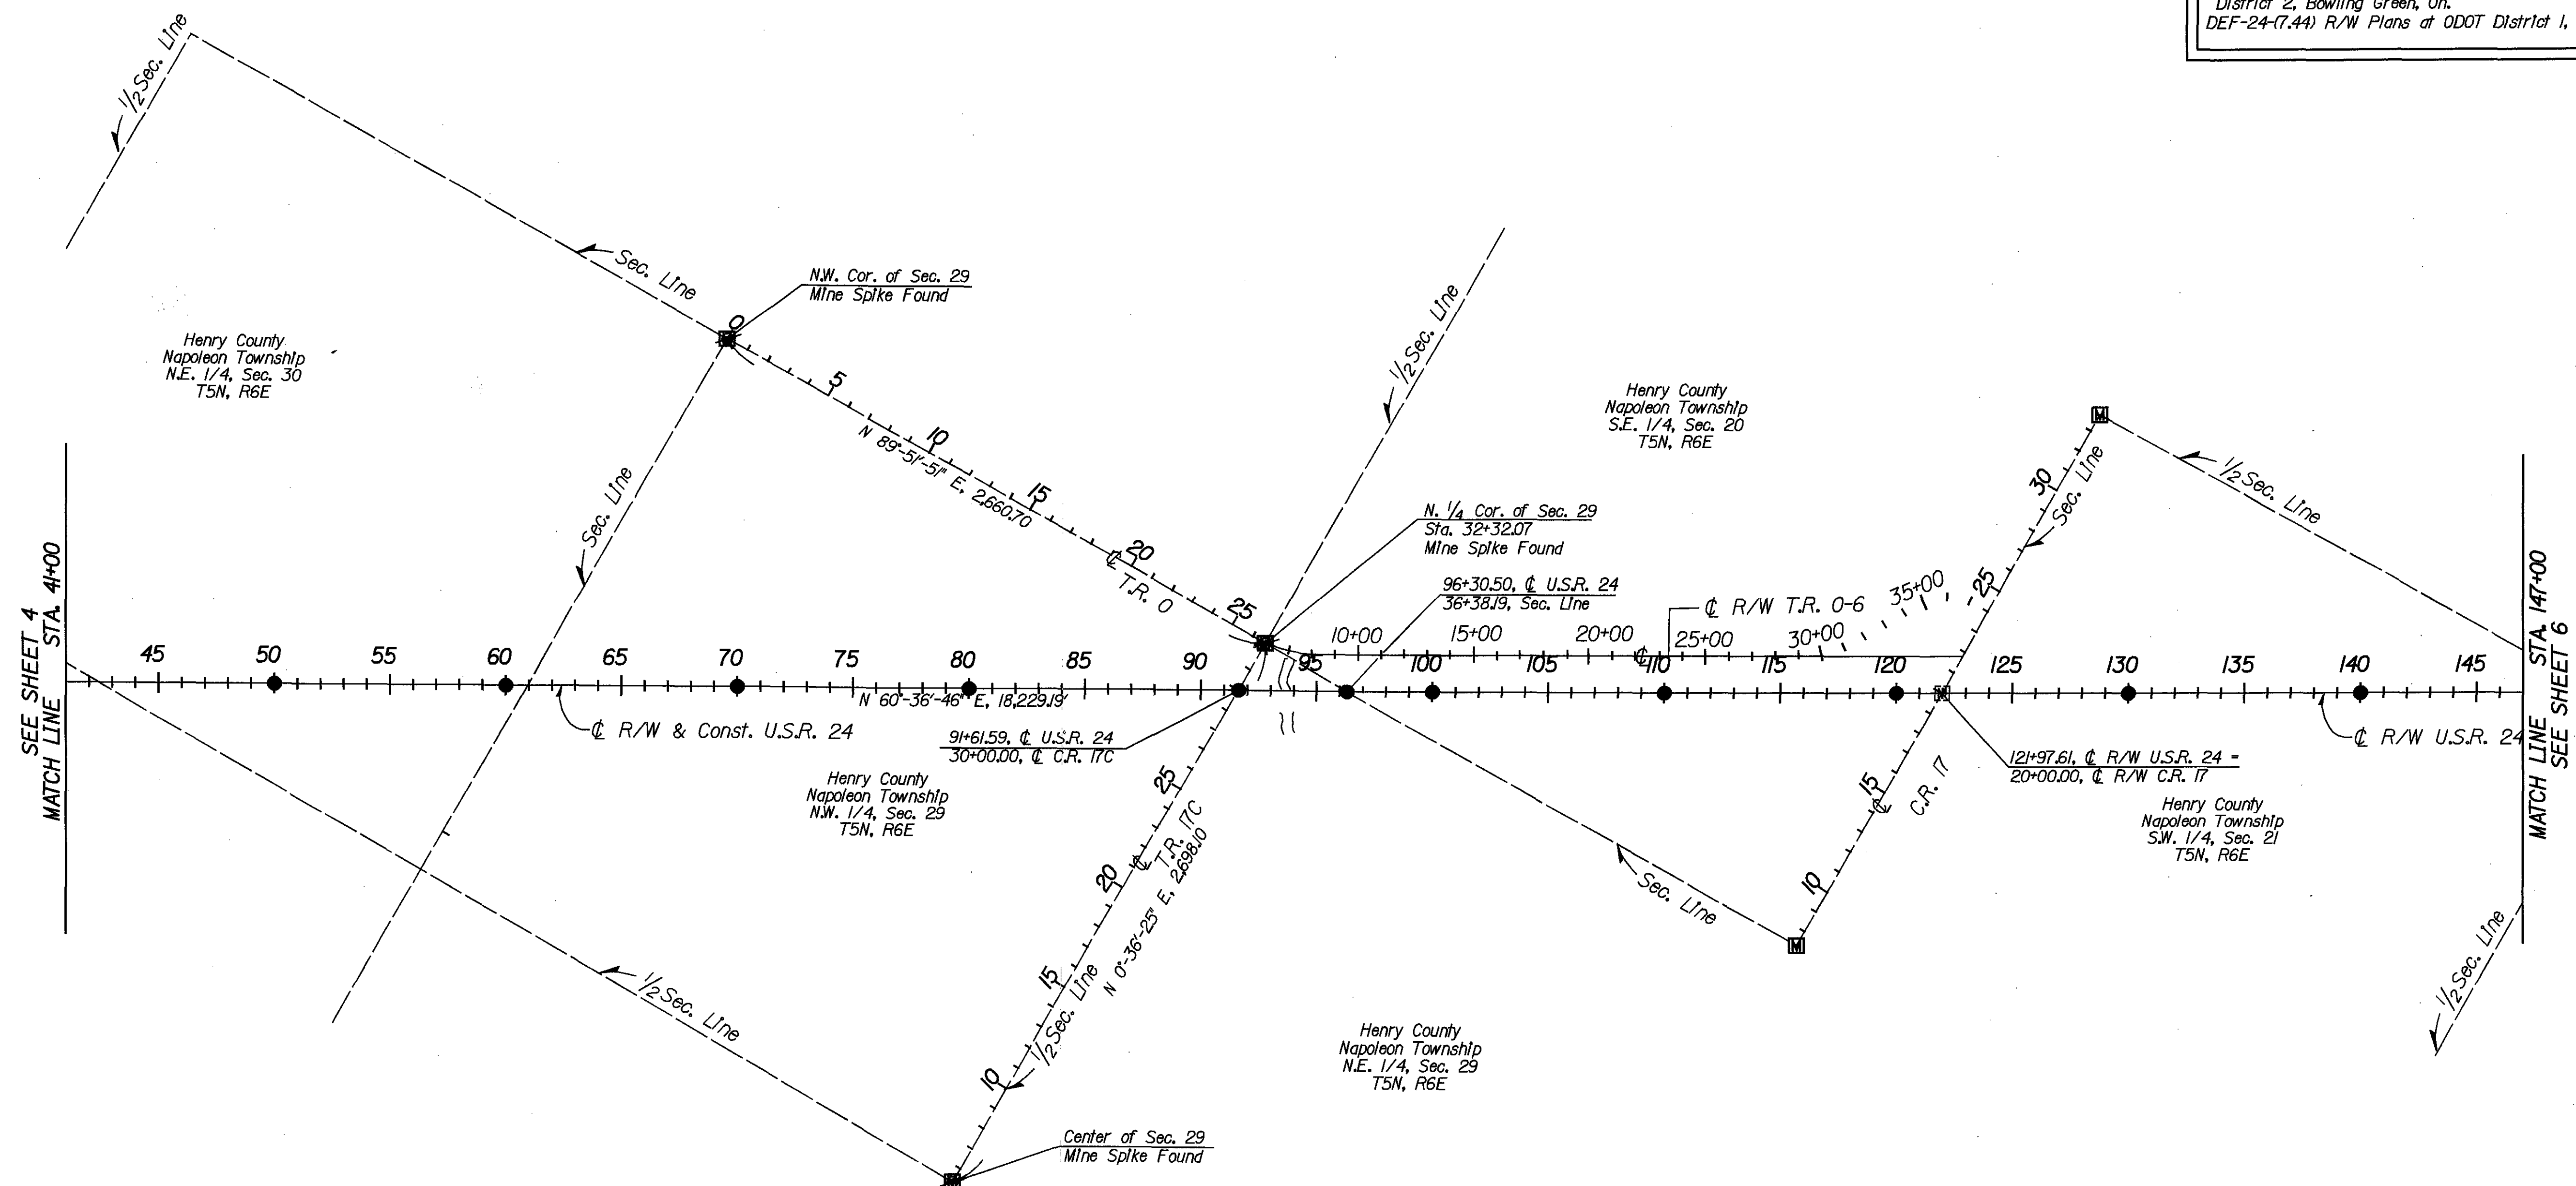 District 2, Bowling Green, Oh.
DEF-24-(7.44) R/W Plans at ODOT District 1,
1/2 Sec. Line
Sec. Line
N.W. Cor. of Sec. 29
Mine Spike Found
Henry County
Napoleon Township
N.E. 1/4, Sec. 30
T5N, R6E
0
5
10
15
20
25
N 89°-51'-51" E, 2,660.70
℄ T.R. 0
Sec. Line
1/2 Sec. Line
Henry County
Napoleon Township
S.E. 1/4, Sec. 20
T5N, R6E
N. 1/4 Cor. of Sec. 29
Sta. 32+32.07
Mine Spike Found
96+30.50, ℄ U.S.R. 24
36+38.19, Sec. Line
℄ R/W T.R. 0-6
10+00 15+00 20+00 25+00 30+00 35+00
30
25
15
10
Sec. Line
1/2 Sec. Line
SEE SHEET 4
MATCH LINE STA. 41+00
45 50 55 60 65 70 75 80 85 90 95 100 105 ℄ 110 115 120 125 130 135 140 145
MATCH LINE STA. 147+00
SEE SHEET 6
N 60°-36'-46" E, 18,229.19'
℄ R/W & Const. U.S.R. 24
91+61.59, ℄ U.S.R. 24
30+00.00, ℄ C.R. 17C
℄ R/W U.S.R. 24
121+97.61, ℄ R/W U.S.R. 24 =
20+00.00, ℄ R/W C.R. 17
℄ C.R. 17
Henry County
Napoleon Township
N.W. 1/4, Sec. 29
T5N, R6E
Henry County
Napoleon Township
S.W. 1/4, Sec. 21
T5N, R6E
25
20
15
10
℄ T.R. 17C
N 0°-36'-25" E, 2,698.10
1/2 Sec. Line
Sec. Line
1/2 Sec. Line
1/2 Sec. Line
Henry County
Napoleon Township
N.E. 1/4, Sec. 29
T5N, R6E
Center of Sec. 29
Mine Spike Found